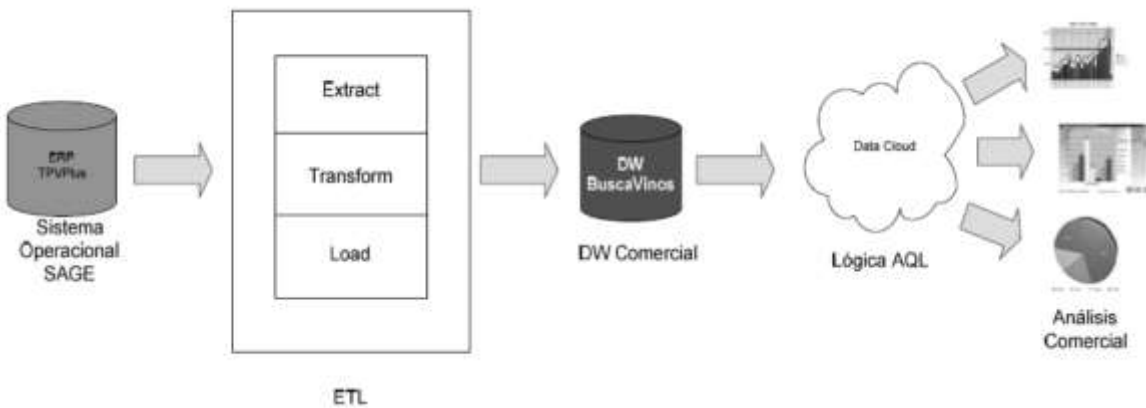 ERP
TPVPlus
Sistema
Operacional
SAGE
Extract
Transform
Load
ETL
DW
BuscaVinos
DW Comercial
Data Cloud
Lógica AQL
Análisis
Comercial